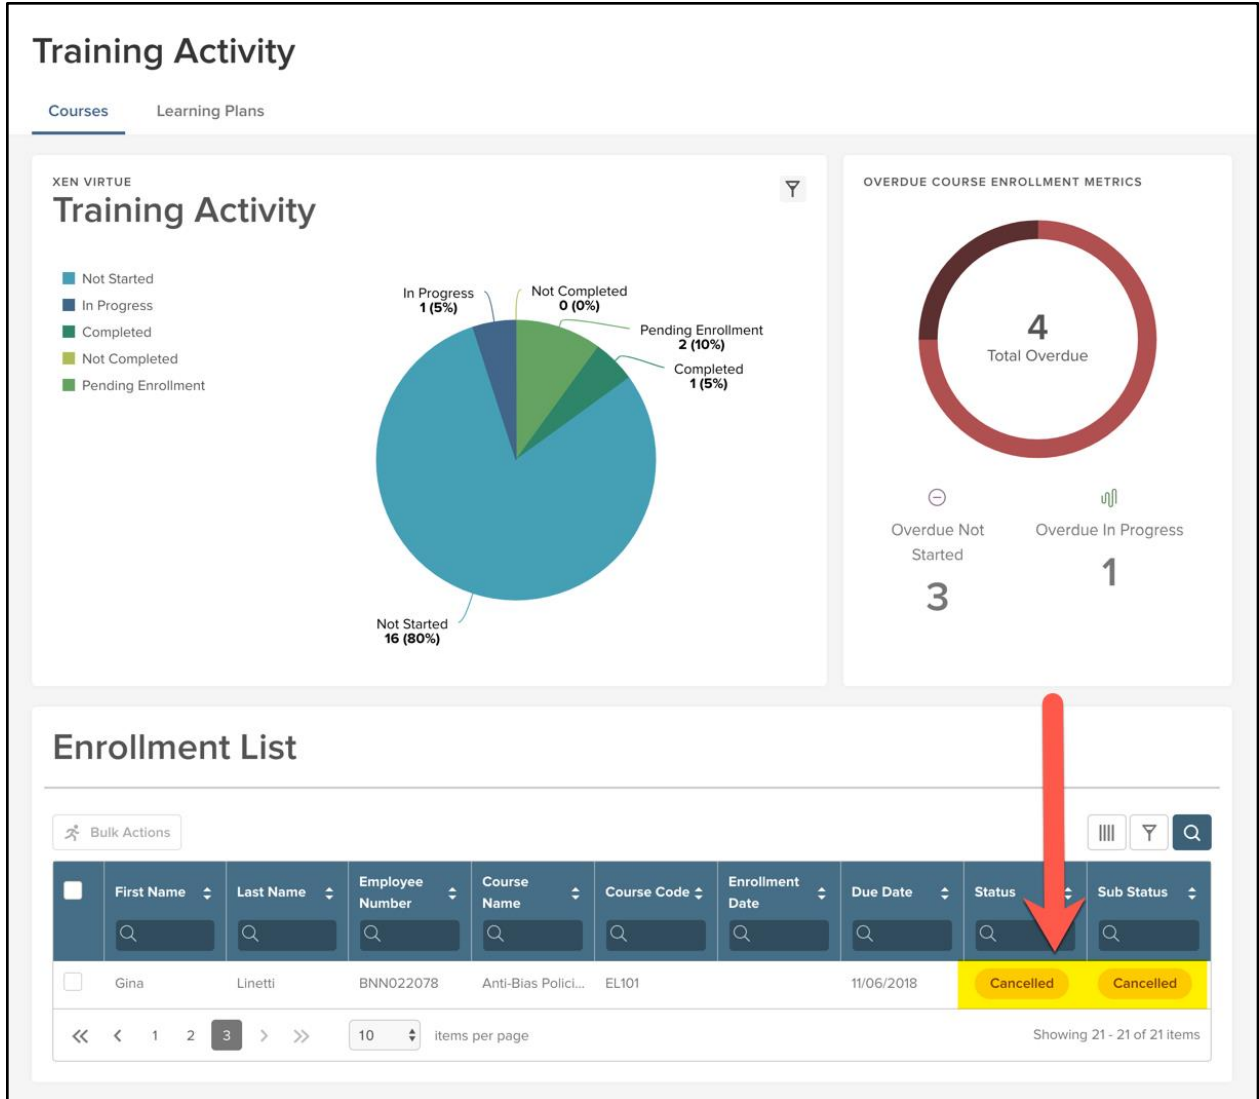 Training Activity
Courses
Learning Plans
XEN VIRTUE
Training Activity
Not Started
In Progress
Completed
Not Completed
Pending Enrollment
In Progress
1 (5%)
Not Completed
0 (0%)
Pending Enrollment
2 (10%)
Completed
1 (5%)
Not Started
16 (80%)
OVERDUE COURSE ENROLLMENT METRICS
4
Total Overdue
Overdue Not
Started
3
Overdue In Progress
1
Enrollment List
Bulk Actions
First Name
Last Name
Employee
Number
Course
Name
Course Code
Enrollment
Date
Due Date
Status
Sub Status
Gina Linetti BNN022078 Anti-Bias Polici... EL101 11/06/2018 Cancelled Cancelled
1 2 3 10 items per page Showing 21 - 21 of 21 items